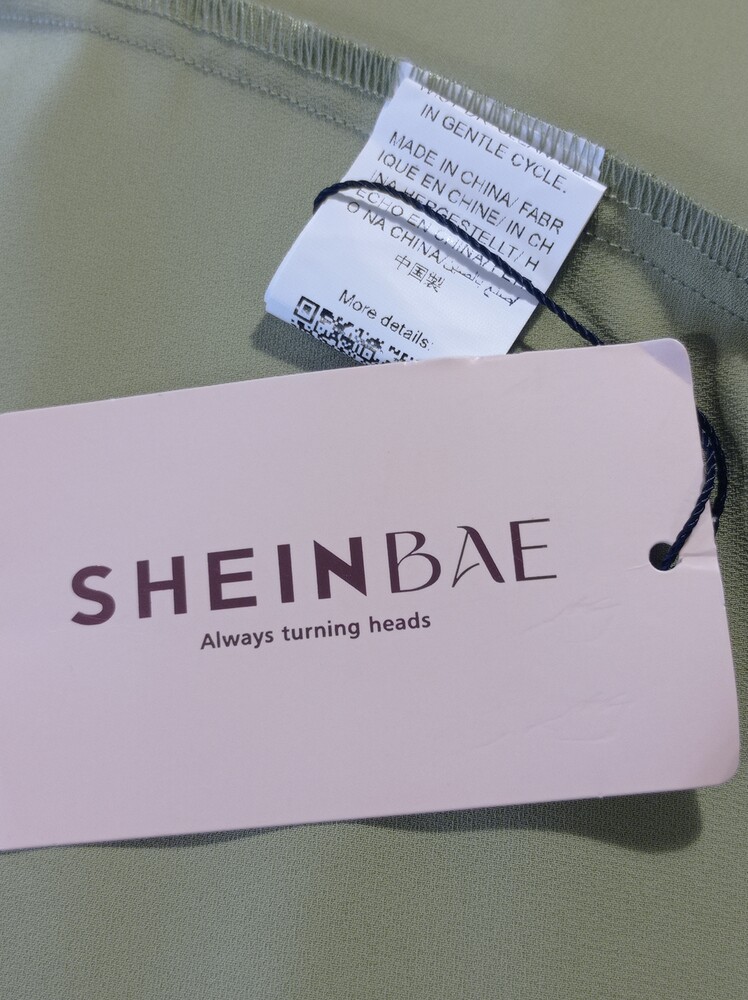 IN GENTLE CYCLE.
MADE IN CHINA/ FABR
IQUÉ EN CHINE/ IN CH
INA HERGESTELLT/ H
ECHO EN CHINA/
O NA CHINA/
中国製
More details:
SHEINBAE
Always turning heads